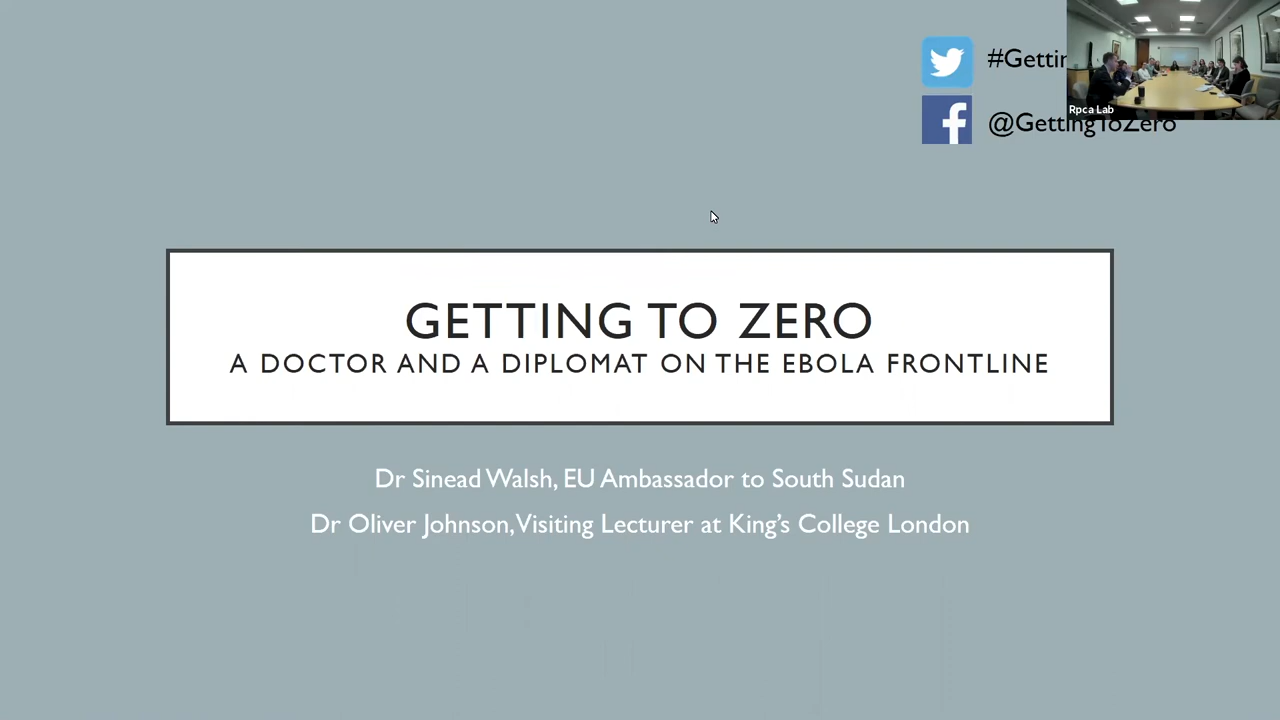 #Gettin
Rpca Lab
@GettingToZero
GETTING TO ZERO
A DOCTOR AND A DIPLOMAT ON THE EBOLA FRONTLINE
Dr Sinead Walsh, EU Ambassador to South Sudan
Dr Oliver Johnson, Visiting Lecturer at King's College London